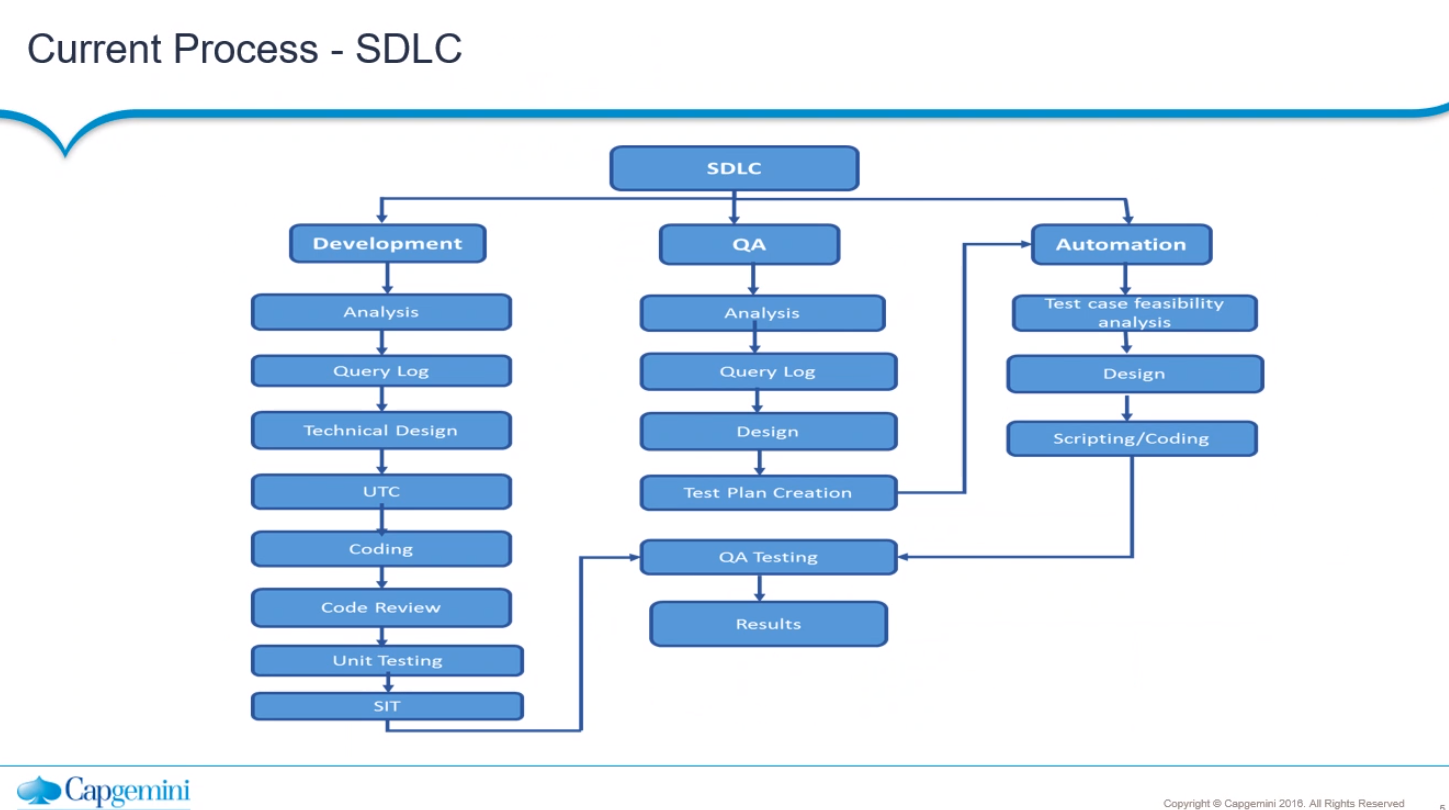 Current Process - SDLC
SDLC
Development
Analysis
Query Log
Technical Design
UTC
Coding
Code Review
Unit Testing
SIT
QA
Analysis
Query Log
Design
Test Plan Creation
QA Testing
Results
Automation
Test case feasibility
analysis
Design
Scripting/Coding
Capgemini
Copyright © Capgemini 2016. All Rights Reserved
5